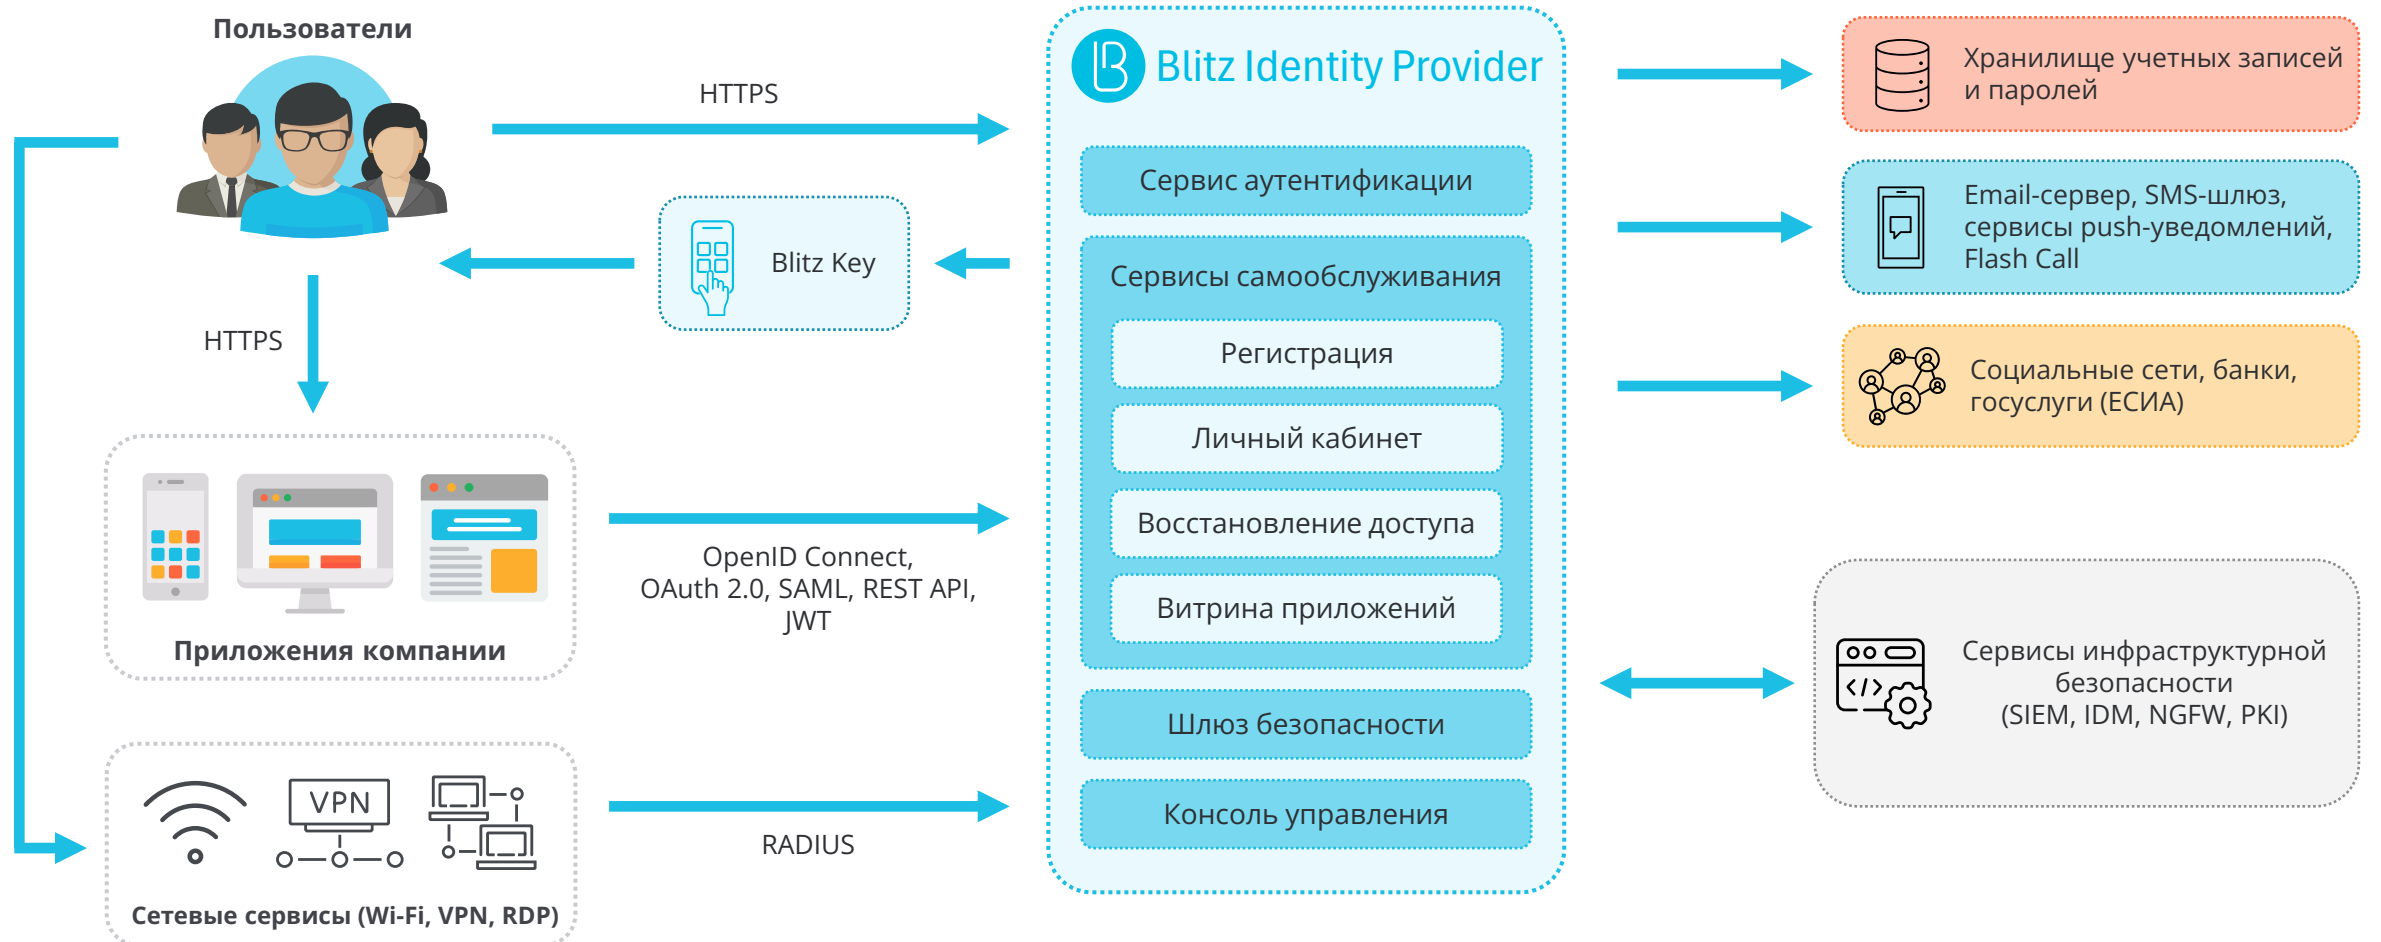 Пользователи
HTTPS
Blitz Key
HTTPS
Приложения компании
OpenID Connect,
OAuth 2.0, SAML, REST API,
JWT
VPN
Сетевые сервисы (Wi-Fi, VPN, RDP)
RADIUS
Blitz Identity Provider
Сервис аутентификации
Сервисы самообслуживания
Регистрация
Личный кабинет
Восстановление доступа
Витрина приложений
Шлюз безопасности
Консоль управления
Хранилище учетных записей
и паролей
Email-сервер, SMS-шлюз,
сервисы push-уведомлений,
Flash Call
Социальные сети, банки,
госуслуги (ЕСИА)
Сервисы инфраструктурной
безопасности
(SIEM, IDM, NGFW, PKI)